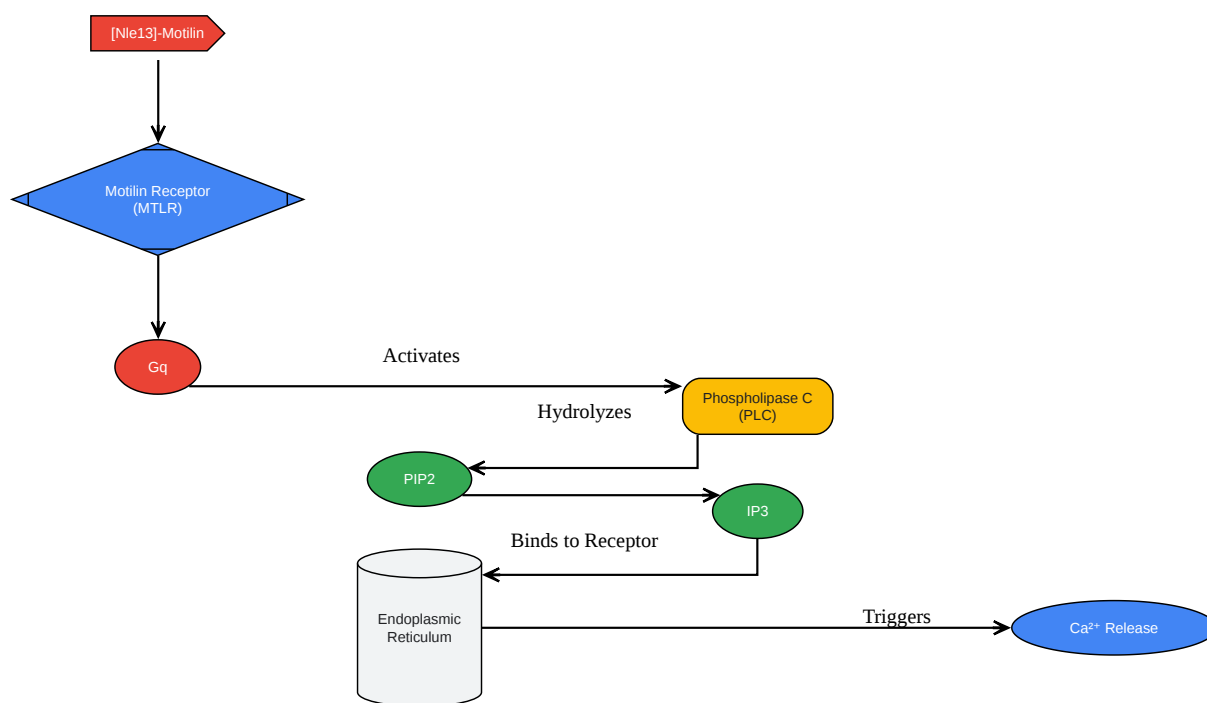 [Nle13]-Motilin
Motilin Receptor
(MTLR)
Gq
Activates
Phospholipase C
(PLC)
Hydrolyzes
PIP2
IP3
Binds to Receptor
Endoplasmic
Reticulum
Triggers
Ca²⁺ Release